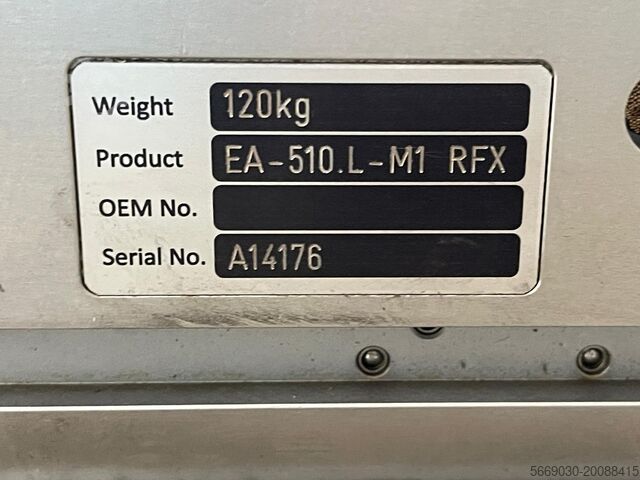 Weight 120kg
Product EA-510.L-M1 RFX
OEM No.
Serial No. A14176
5669030-20088415